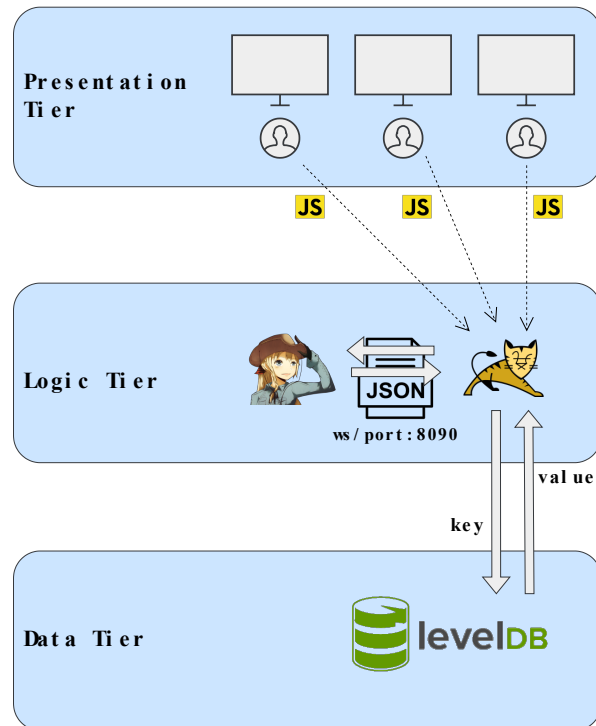 Presentation
Tier
JS
JS
JS
Logic Tier
JSON
ws/port:8090
value
key
Data Tier
levelDB